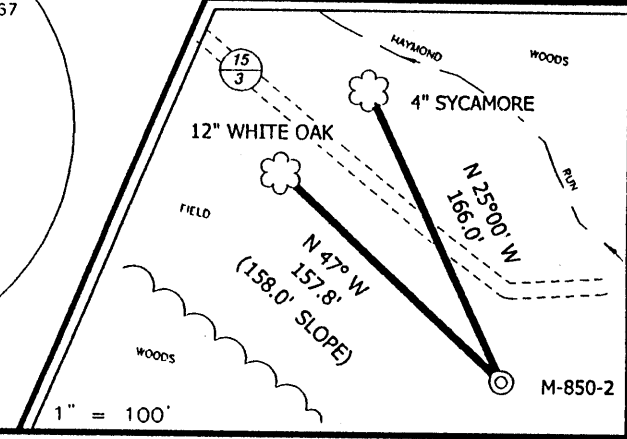 67
HAYMOND
WOODS
15
3
4" SYCAMORE
12" WHITE OAK
N 25°00' W
166.0'
RUN
FIELD
N 47° W
157.8'
(158.0' SLOPE)
WOODS
M-850-2
1" = 100'